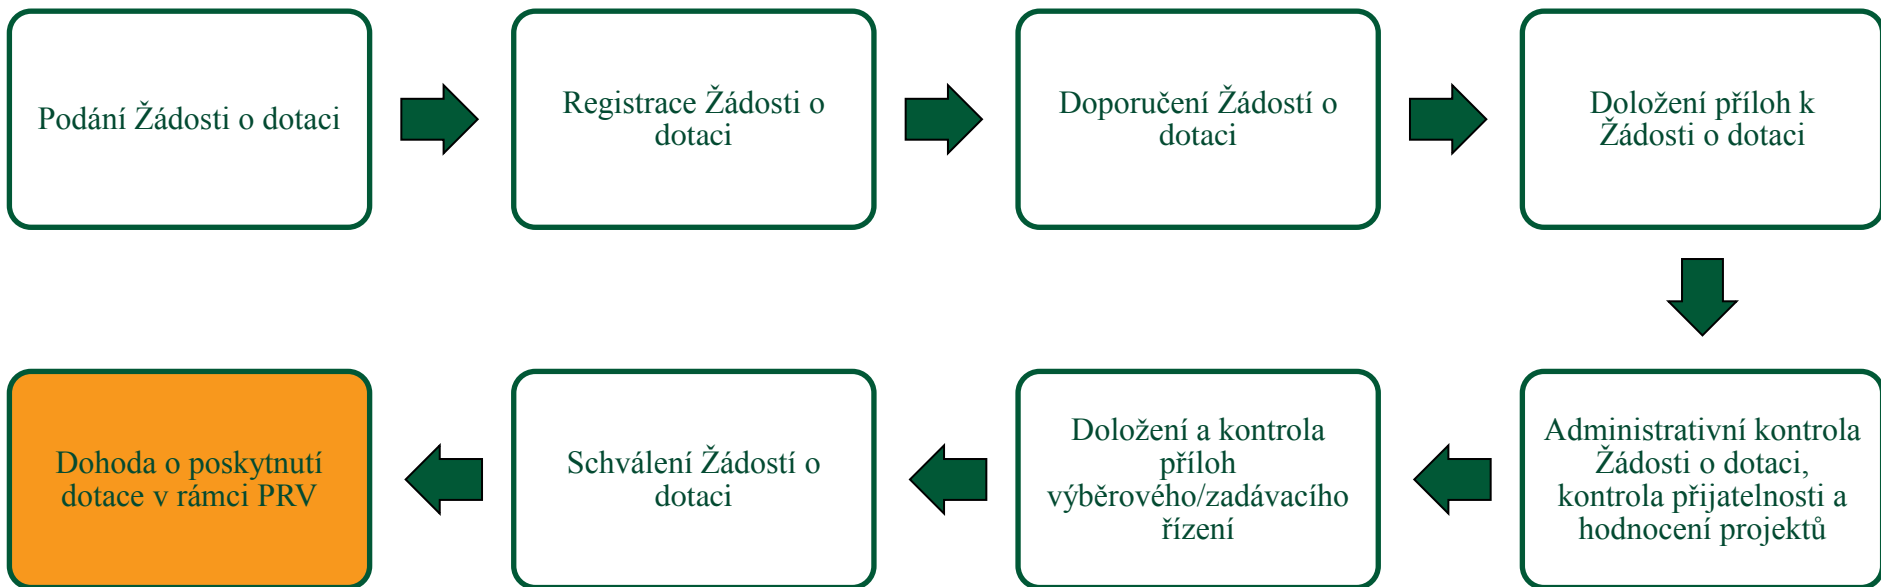 Podání Žádosti o dotaci
Registrace Žádosti o
dotaci
Doporučení Žádostí o
dotaci
Doložení příloh k
Žádosti o dotaci
Administrativní kontrola
Žádosti o dotaci,
kontrola přijatelnosti a
hodnocení projektů
Doložení a kontrola
příloh
výběrového/zadávacího
řízení
Schválení Žádostí o
dotaci
Dohoda o poskytnutí
dotace v rámci PRV